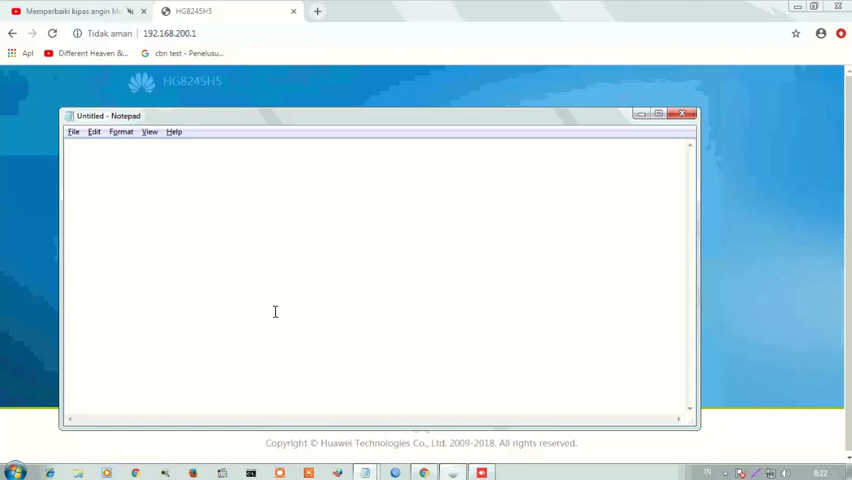 Memperbaiki kipas angin M
HG8245H5
Tidak aman
192.168.200.1
Apl
Different Heaven &
cbn test - Penelusu...
HG8245H5
Untitled - Notepad
File Edit Format View Help
Copyright © Huawei Technologies Co., Ltd. 2009-2018. All rights reserved.
IN
8:22